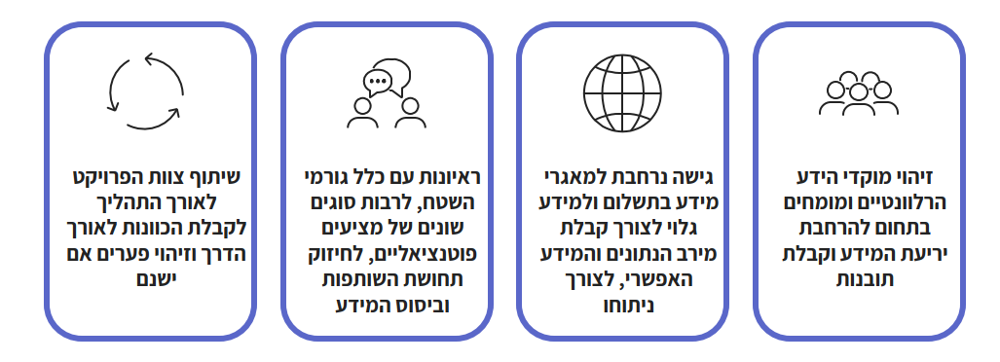 זיהוי מוקדי הידע
הרלוונטיים ומומחים
בתחום להרחבת
יריעת המידע וקבלת
תובנות
גישה נרחבת למאגרי
מידע בתשלום ולמידע
גלוי לצורך קבלת
מירב הנתונים והמידע
האפשרי, לצורך
ניתוחו
ראיונות עם כלל גורמי
השטח, לרבות סוגים
שונים של מציעים
פוטנציאליים, לחיזוק
תחושת השותפות
וביסוס המידע
שיתוף צוות הפרויקט
לאורך התהליך
לקבלת הכוונות לאורך
הדרך וזיהוי פערים אם
ישנם